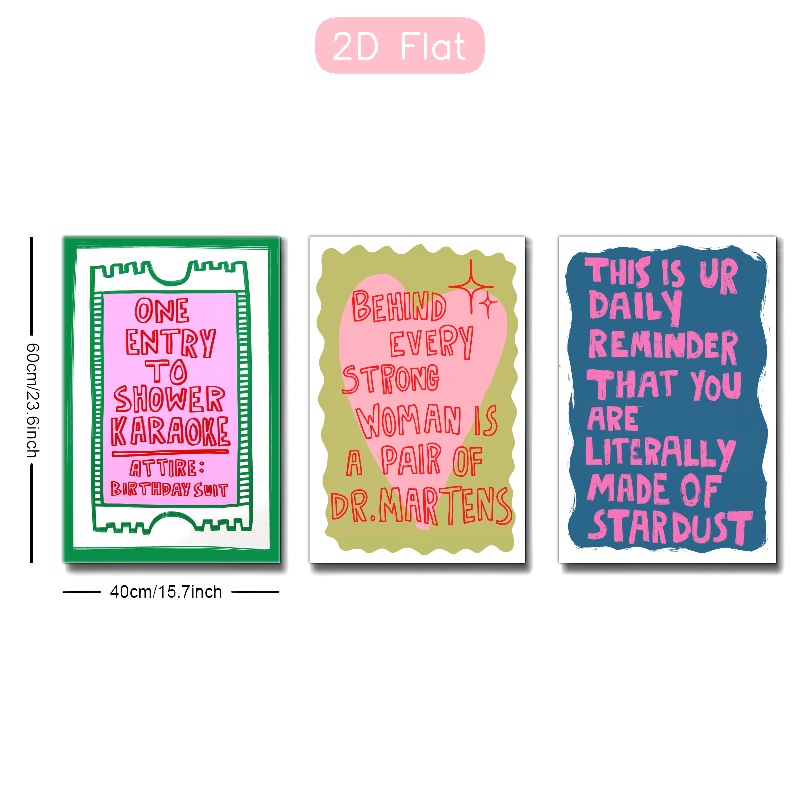 2D Flat
60cm/23.6inch
40cm/15.7inch
ONE
ENTRY
TO
SHOWER
KARAOKE
ATTIRE:
BIRTHDAY SUIT
BEHIND
EVERY
STRONG
WOMAN IS
A PAIR OF
DR.MARTENS
THIS IS UR
DAILY
REMINDER
THAT YOU
ARE
LITERALLY
MADE OF
STARDUST